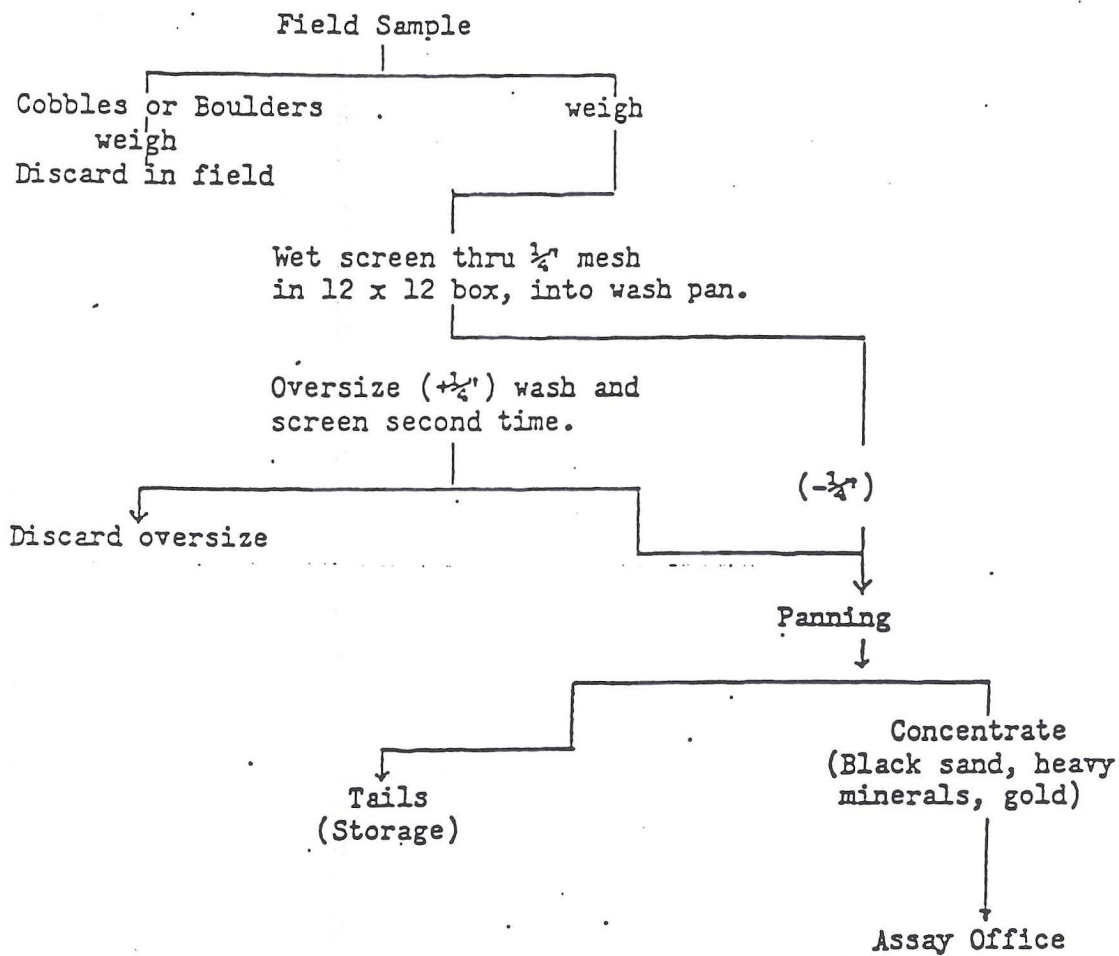 Field Sample
Cobbles or Boulders
weigh
weigh
Discard in field
Wet screen thru ¼" mesh
in 12 x 12 box, into wash pan.
Oversize (+¼") wash and
screen second time.
(-¼")
Discard oversize
Panning
Concentrate
(Black sand, heavy
minerals, gold)
Tails
(Storage)
Assay Office